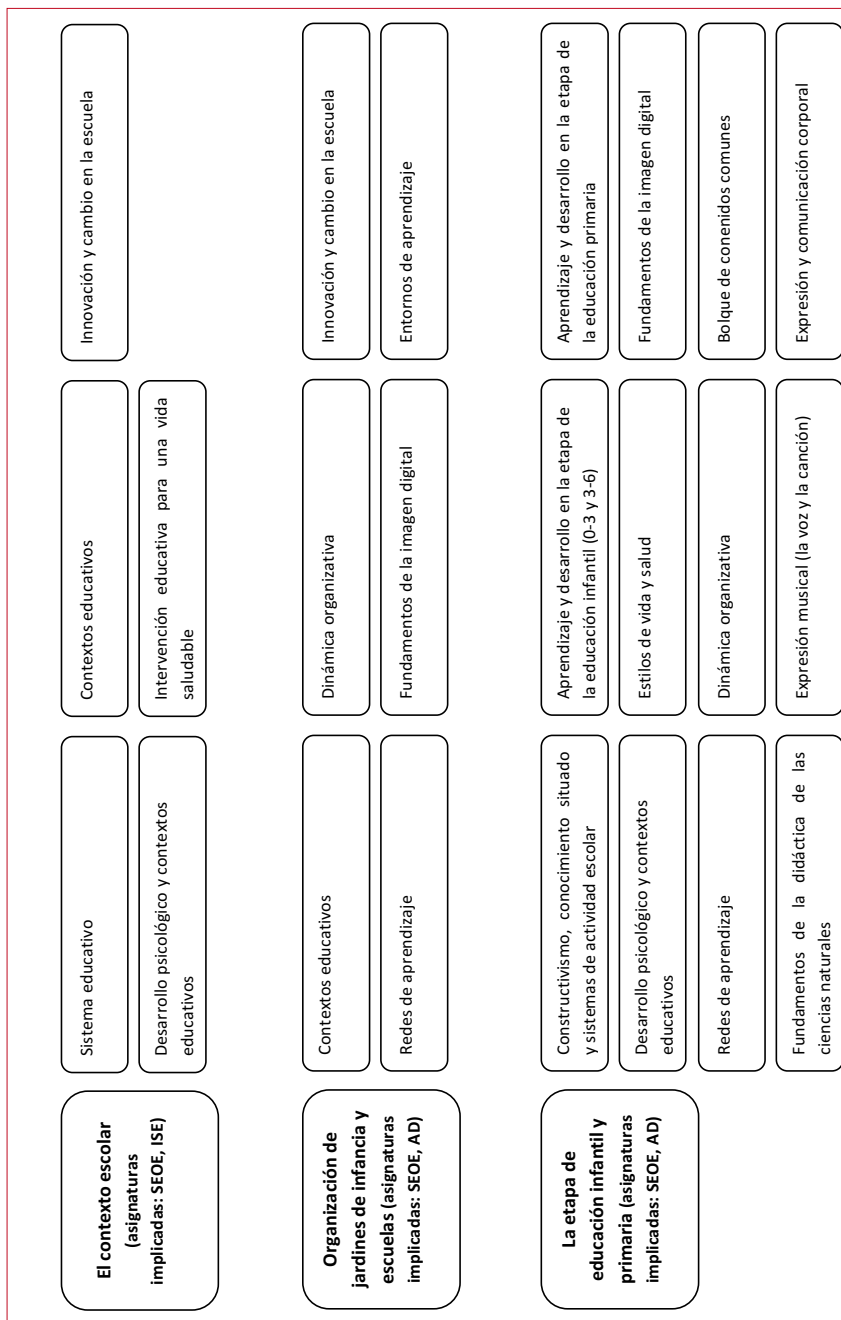 El contexto escolar
(asignaturas
implicadas: SEOE, ISE)
Sistema educativo
Contextos educativos
Innovación y cambio en la escuela
Desarrollo psicológico y contextos
educativos
Intervención educativa para una vida
saludable
Organización de
jardines de infancia y
escuelas (asignaturas
implicadas: SEOE, AD)
Contextos educativos
Dinámica organizativa
Innovación y cambio en la escuela
Redes de aprendizaje
Fundamentos de la imagen digital
Entornos de aprendizaje
La etapa de
educación infantil y
primaria (asignaturas
implicadas: SEOE, AD)
Constructivismo, conocimiento situado
y sistemas de actividad escolar
Aprendizaje y desarrollo en la etapa de
la educación infantil (0-3 y 3-6)
Aprendizaje y desarrollo en la etapa de
la educación primaria
Desarrollo psicológico y contextos
educativos
Estilos de vida y salud
Fundamentos de la imagen digital
Redes de aprendizaje
Dinámica organizativa
Bolque de conenidos comunes
Fundamentos de la didáctica de las
ciencias naturales
Expresión musical (la voz y la canción)
Expresión y comunicación corporal